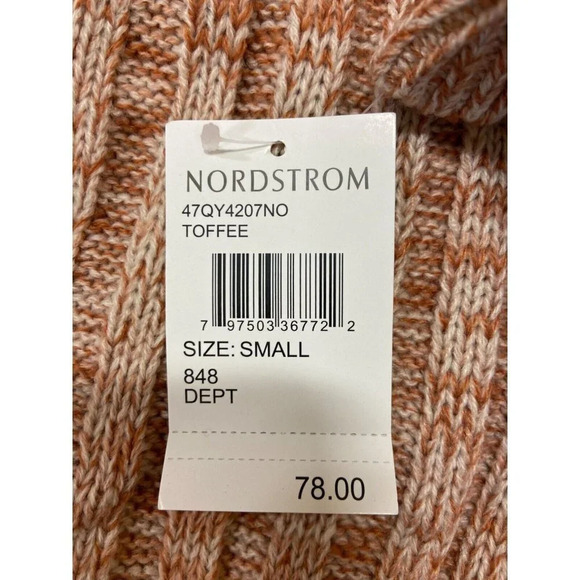 NORDSTROM
47QY4207NO
TOFFEE
7 97503 36772 2
SIZE: SMALL
848
DEPT
78.00